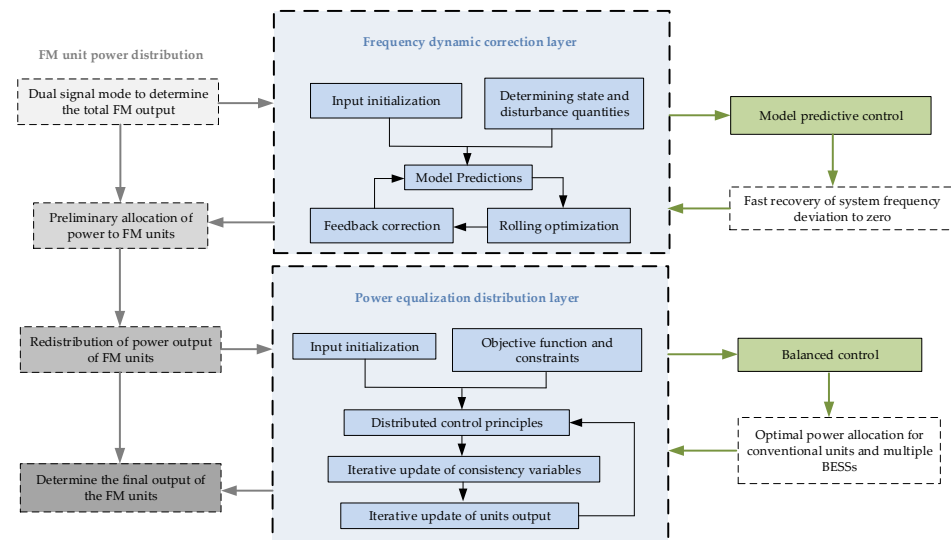 FM unit power distribution
Dual signal mode to determine
the total FM output
Preliminary allocation of
power to FM units
Redistribution of power output
of FM units
Determine the final output of
the FM units
Frequency dynamic correction layer
Input initialization
Determining state and
disturbance quantities
Model Predictions
Feedback correction
Rolling optimization
Power equalization distribution layer
Input initialization
Objective function and
constraints
Distributed control principles
Iterative update of consistency variables
Iterative update of units output
Model predictive control
Fast recovery of system frequency
deviation to zero
Balanced control
Optimal power allocation for
conventional units and multiple
BESSs